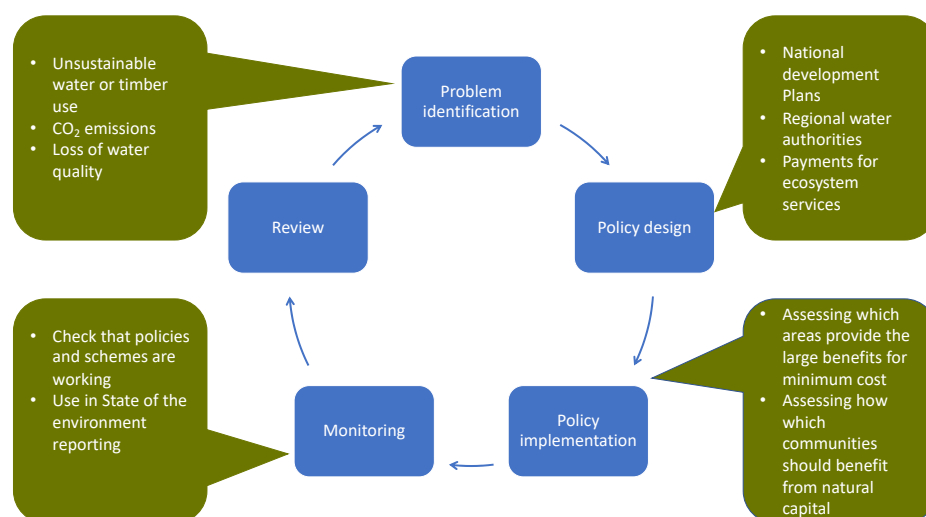 • Unsustainable
water or timber
use
• CO₂ emissions
• Loss of water
quality
Problem
identification
• National
development
Plans
• Regional water
authorities
• Payments for
ecosystem
services
Review
Policy design
• Check that policies
and schemes are
working
• Use in State of the
environment
reporting
Monitoring
Policy
implementation
• Assessing which
areas provide the
large benefits for
minimum cost
• Assessing how
which
communities
should benefit
from natural
capital